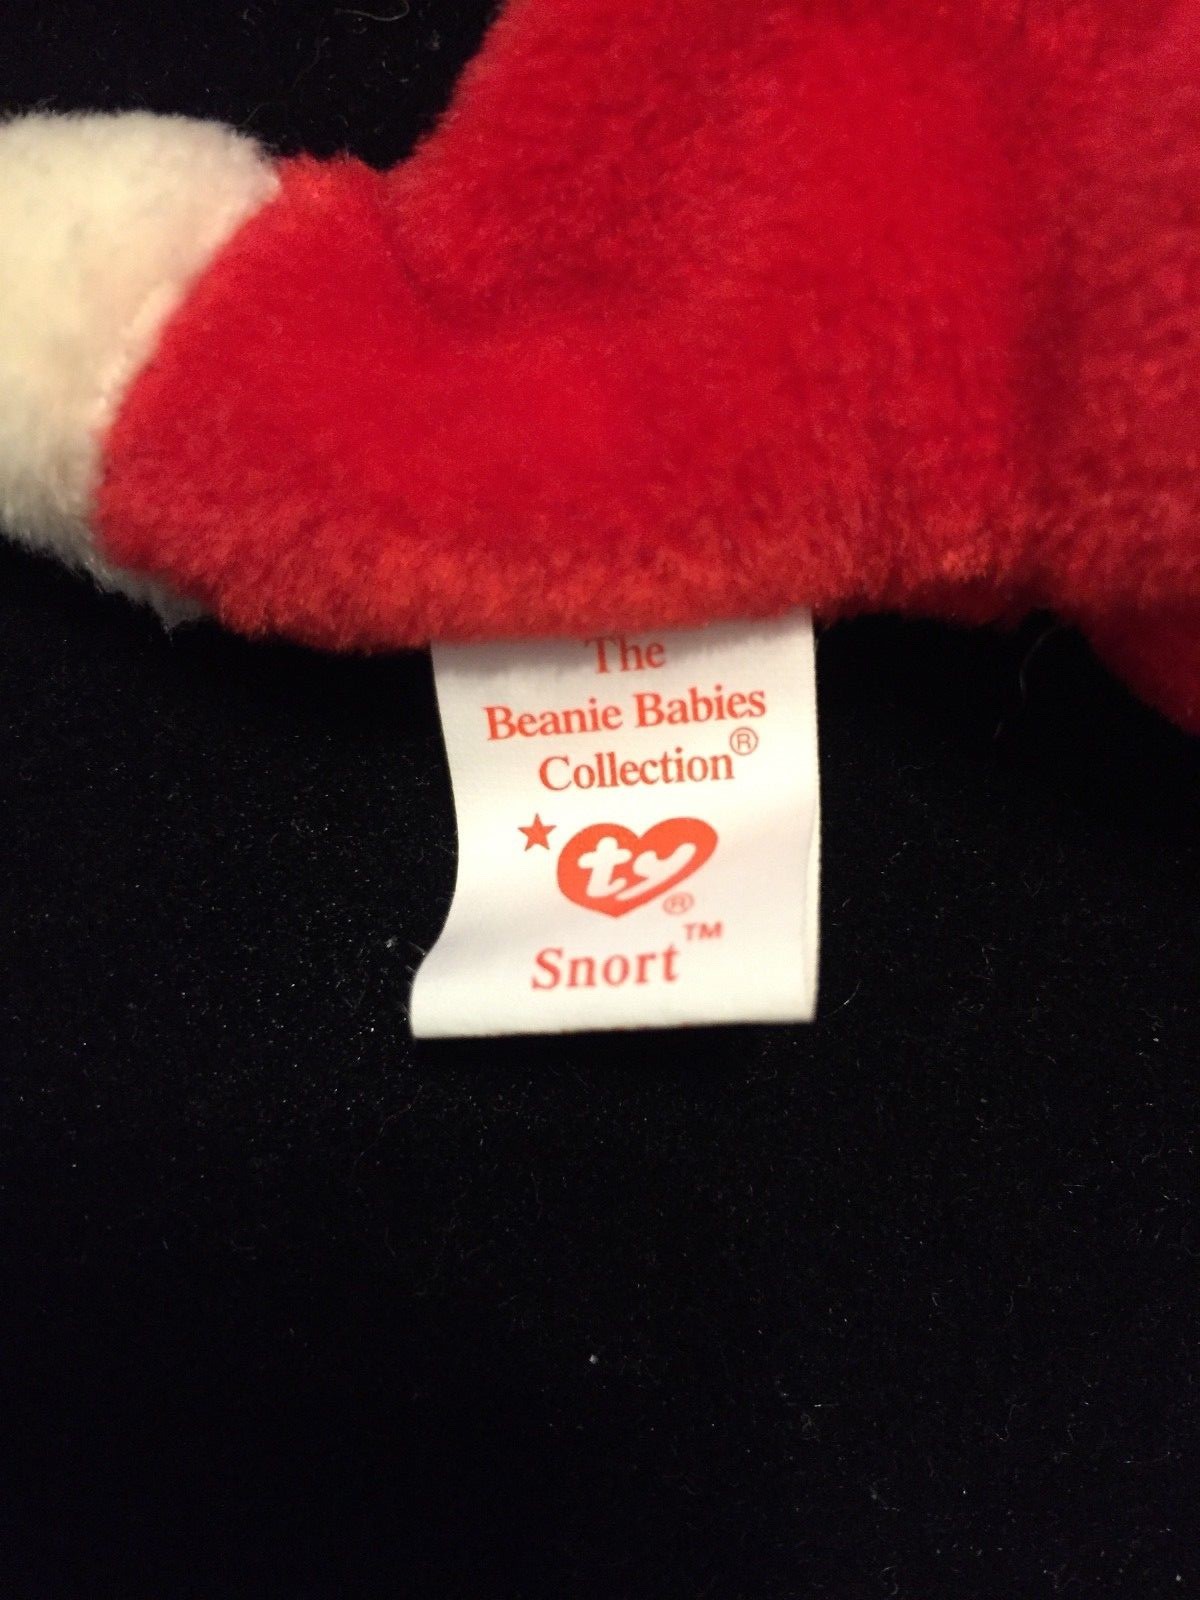 The
Beanie Babies
Collection®
ty®
Snort™